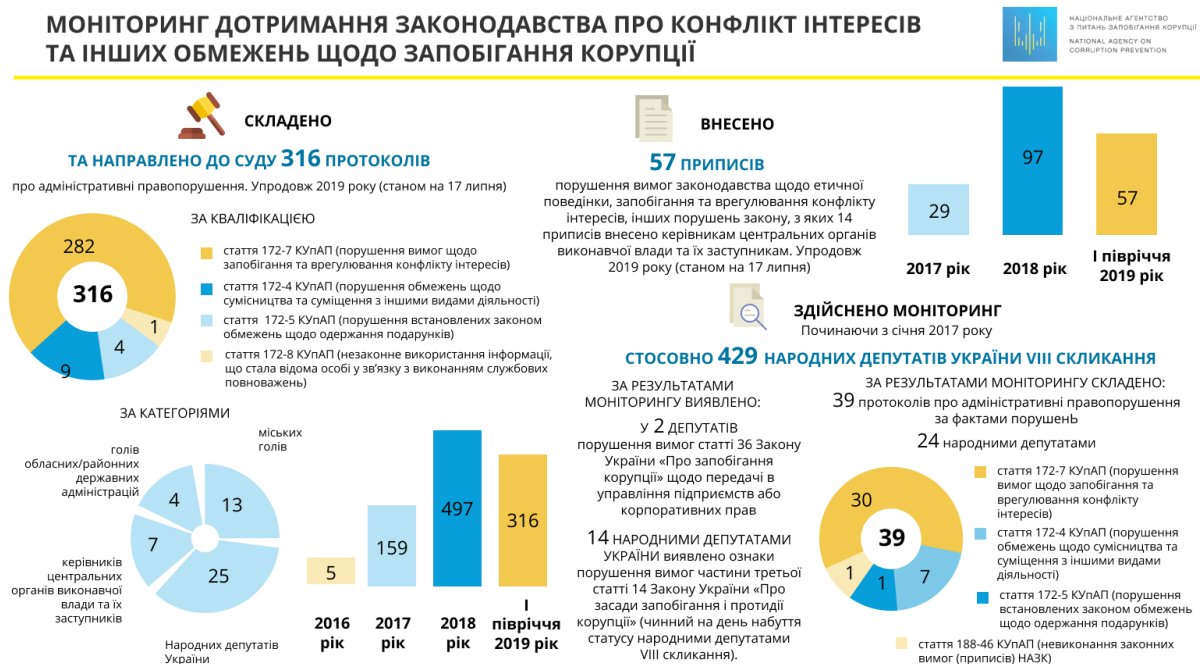 МОНІТОРИНГ ДОТРИМАННЯ ЗАКОНОДАВСТВА ПРО КОНФЛІКТ ІНТЕРЕСІВ
ТА ІНШИХ ОБМЕЖЕНЬ ЩОДО ЗАПОБІГАННЯ КОРУПЦІЇ
НАЦІОНАЛЬНЕ АГЕНТСТВО
З ПИТАНЬ ЗАПОБІГАННЯ КОРУПЦІЇ
NATIONAL AGENCY ON
CORRUPTION PREVENTION
СКЛАДЕНО
ТА НАПРАВЛЕНО ДО СУДУ 316 ПРОТОКОЛІВ
про адміністративні правопорушення. Упродовж 2019 року (станом на 17 липня)
ЗА КВАЛІФІКАЦІЄЮ
282
316
1
4
9
стаття 172-7 КУпАП (порушення вимог щодо
запобігання та врегулювання конфлікту інтересів)
стаття 172-4 КУпАП (порушення обмежень щодо
сумісництва та суміщення з іншими видами діяльності)
стаття 172-5 КУпАП (порушення встановлених законом
обмежень щодо одержання подарунків)
стаття 172-8 КУпАП (незаконне використання інформації,
що стала відома особі у зв’язку з виконанням службових
повноважень)
ЗА КАТЕГОРІЯМИ
міських
голів
голів
обласних/районних
державних
адміністрацій
4
13
7
25
керівників
центральних
органів виконавчої
влади та їх
заступників
Народних депутатів
України
5
159
497
316
2016
рік
2017
рік
2018
рік
І
півріччя
2019 рік
ВНЕСЕНО
57 ПРИПИСІВ
порушення вимог законодавства щодо етичної
поведінки, запобігання та врегулювання конфлікту
інтересів, інших порушень закону, з яких 14
приписів внесено керівникам центральних органів
виконавчої влади та їх заступникам. Упродовж
2019 року (станом на 17 липня)
29
97
57
2017 рік
2018 рік
І півріччя
2019 рік
ЗДІЙСНЕНО МОНІТОРИНГ
Починаючи з січня 2017 року
СТОСОВНО 429 НАРОДНИХ ДЕПУТАТІВ УКРАЇНИ VIII СКЛИКАННЯ
ЗА РЕЗУЛЬТАТАМИ
МОНІТОРИНГУ ВИЯВЛЕНО:
У 2 ДЕПУТАТІВ
порушення вимог статті 36 Закону
України «Про запобігання
корупції» щодо передачі в
управління підприємств або
корпоративних прав
14 НАРОДНИМИ ДЕПУТАТАМИ
УКРАЇНИ виявлено ознаки
порушення вимог частини третьої
статті 14 Закону України «Про
засади запобігання і протидії
корупції» (чинний на день набуття
статусу народними депутатами
VIII скликання).
ЗА РЕЗУЛЬТАТАМИ МОНІТОРИНГУ СКЛАДЕНО:
39 протоколів про адміністративні правопорушення
за фактами порушенЬ
24 народними депутатами
30
39
1
1
7
стаття 172-7 КУпАП (порушення
вимог щодо запобігання та
врегулювання конфлікту
інтересів)
стаття 172-4 КУпАП (порушення
обмежень щодо сумісництва та
суміщення з іншими видами
діяльності)
стаття 172-5 КУпАП (порушення
встановлених законом обмежень
щодо одержання подарунків)
стаття 188-46 КУпАП (невиконання законних
вимог (приписів) НАЗК)